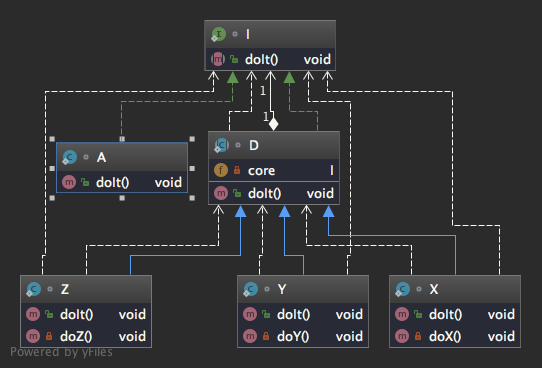 I
doIt() void
1
1
A
doIt() void
D
core I
doIt() void
Z
doIt() void
doZ() void
Y
doIt() void
doY() void
X
doIt() void
doX() void
Powered by yFiles